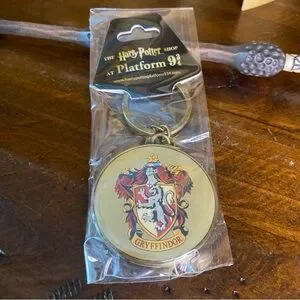 THE Harry Potter SHOP
AT Platform 9¾
GRYFFINDOR